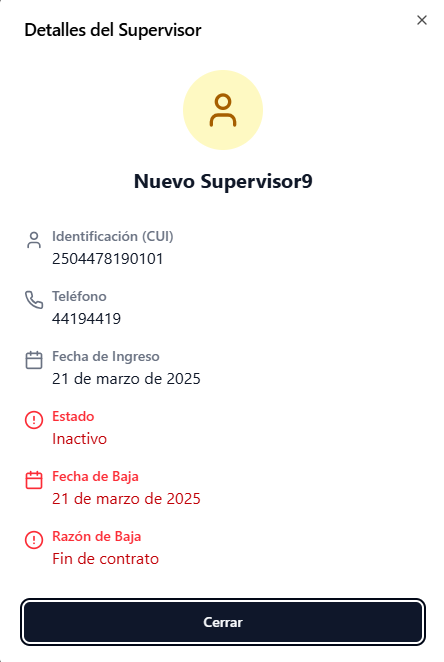 Detalles del Supervisor
Nuevo Supervisor9
Identificación (CUI)
2504478190101
Teléfono
44194419
Fecha de Ingreso
21 de marzo de 2025
Estado
Inactivo
Fecha de Baja
21 de marzo de 2025
Razón de Baja
Fin de contrato
Cerrar